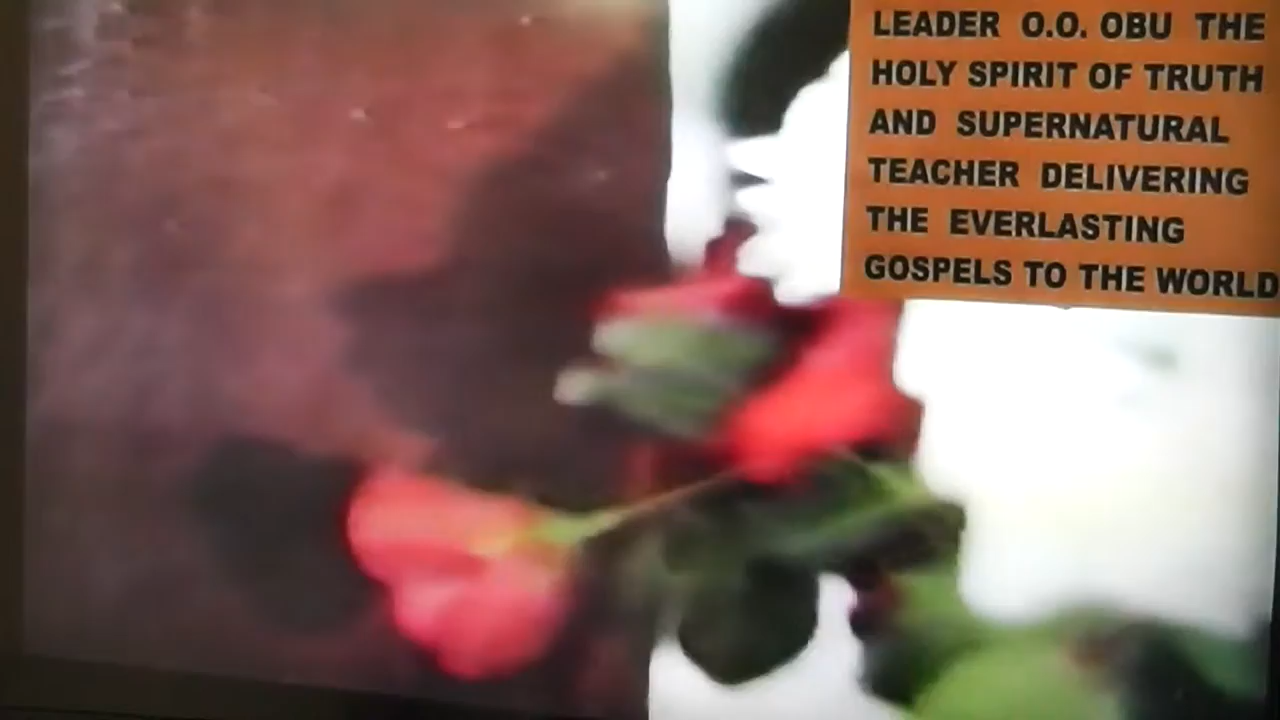 LEADER O.O. OBU THE
HOLY SPIRIT OF TRUTH
AND SUPERNATURAL
TEACHER DELIVERING
THE EVERLASTING
GOSPELS TO THE WORLD